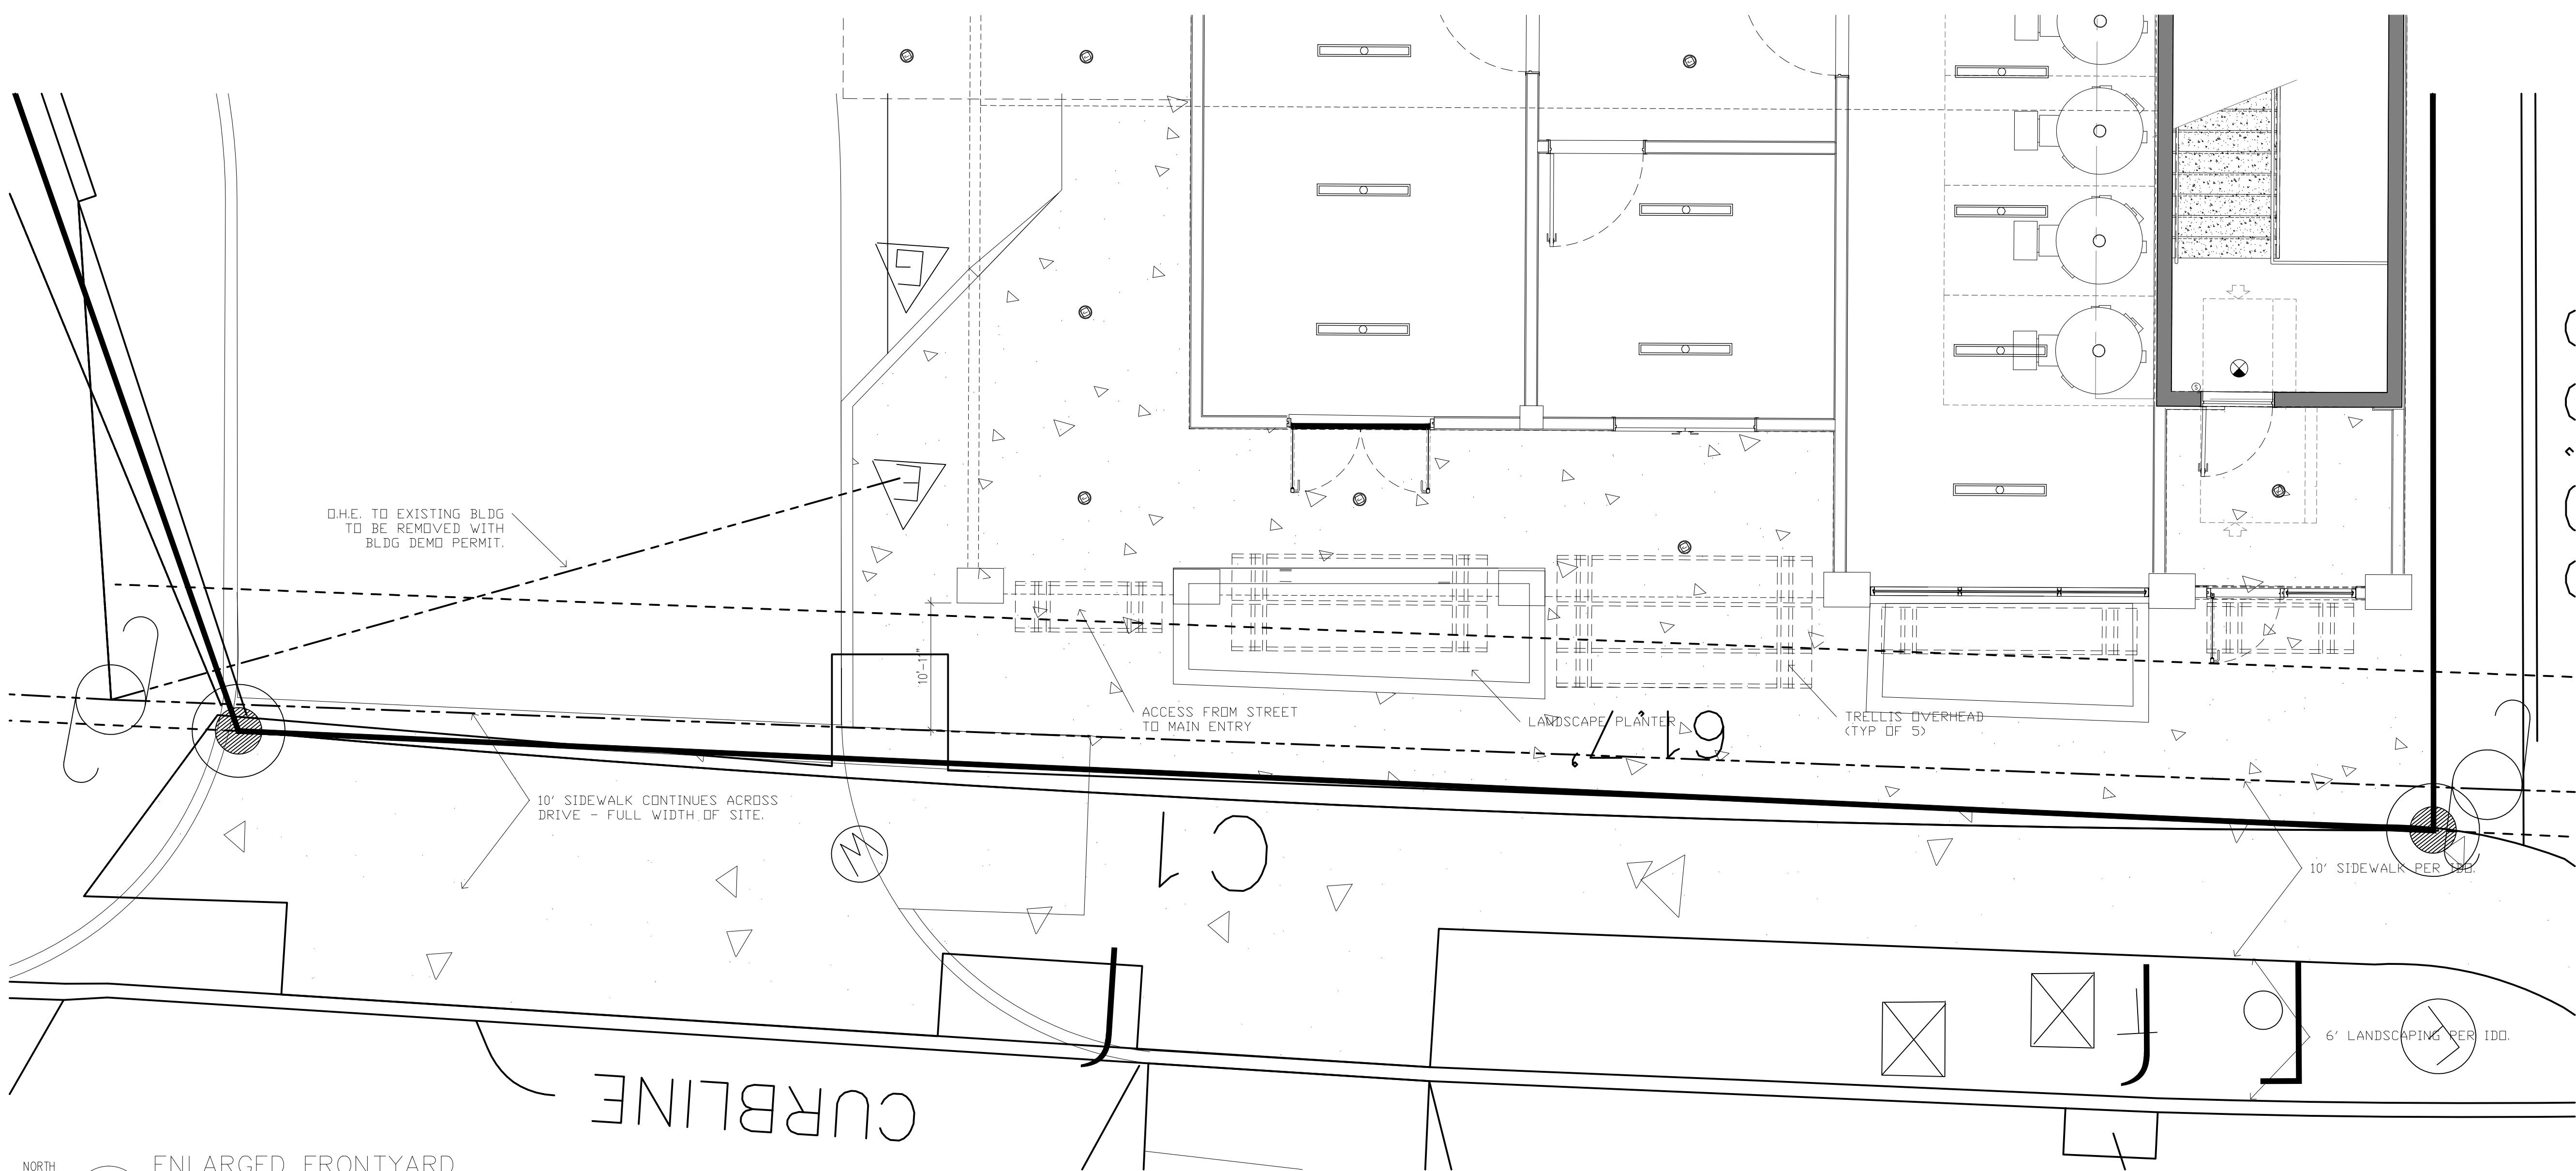 O.H.E. TO EXISTING BLDG
TO BE REMOVED WITH
BLDG DEMO PERMIT.
G
E
10'-1"
ACCESS FROM STREET
TO MAIN ENTRY
LANDSCAPE PLANTER
TRELLIS OVERHEAD
(TYP OF 5)
61.7'
10' SIDEWALK CONTINUES ACROSS
DRIVE - FULL WIDTH OF SITE.
W
C1
10' SIDEWALK PER IDO.
6' LANDSCAPING PER IDO.
CURBLINE
NORTH
ENLARGED FRONTYARD
S